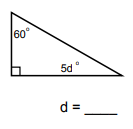 60°
5d°
d = ____